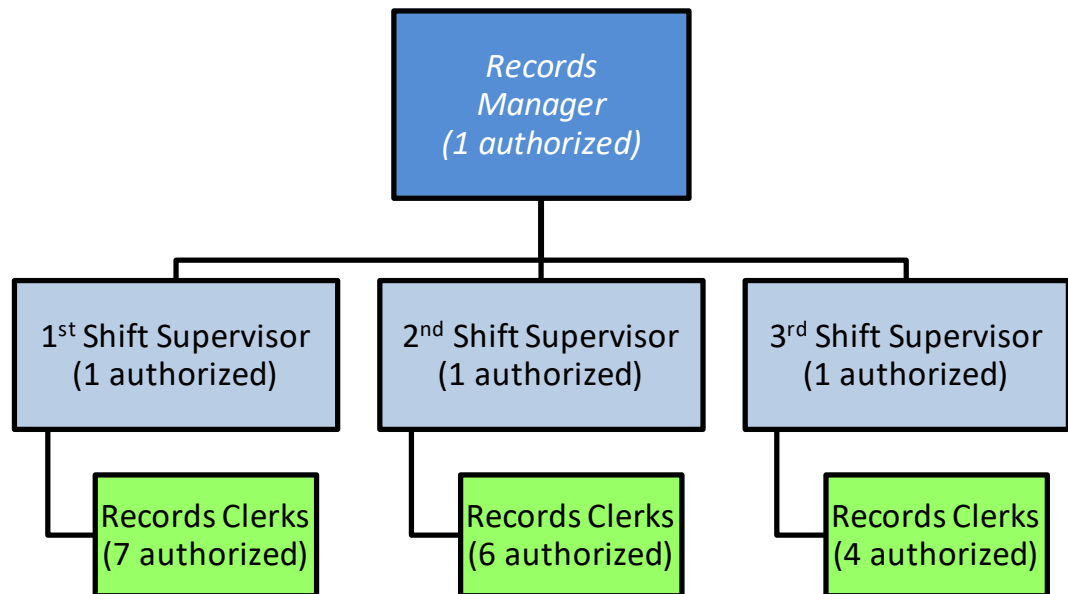 Records
Manager
(1 authorized)
1st Shift Supervisor
(1 authorized)
2nd Shift Supervisor
(1 authorized)
3rd Shift Supervisor
(1 authorized)
Records Clerks
(7 authorized)
Records Clerks
(6 authorized)
Records Clerks
(4 authorized)